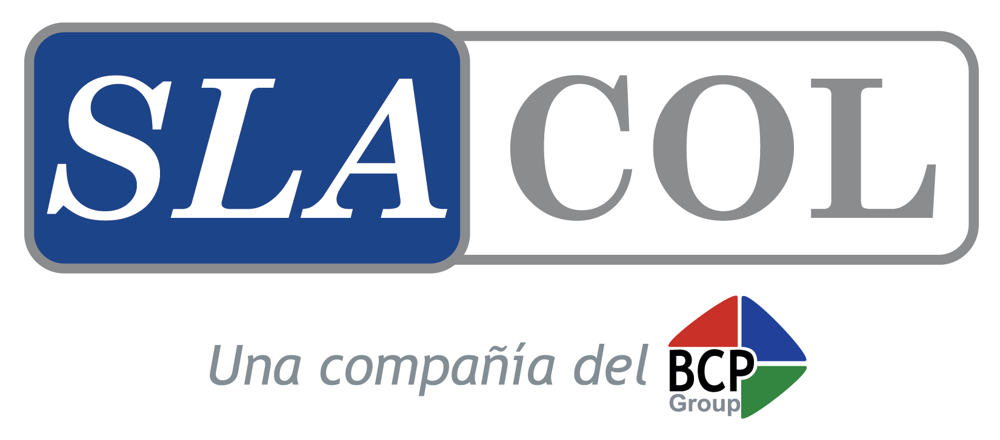 SLA COL
Una compañía del BCP
Group